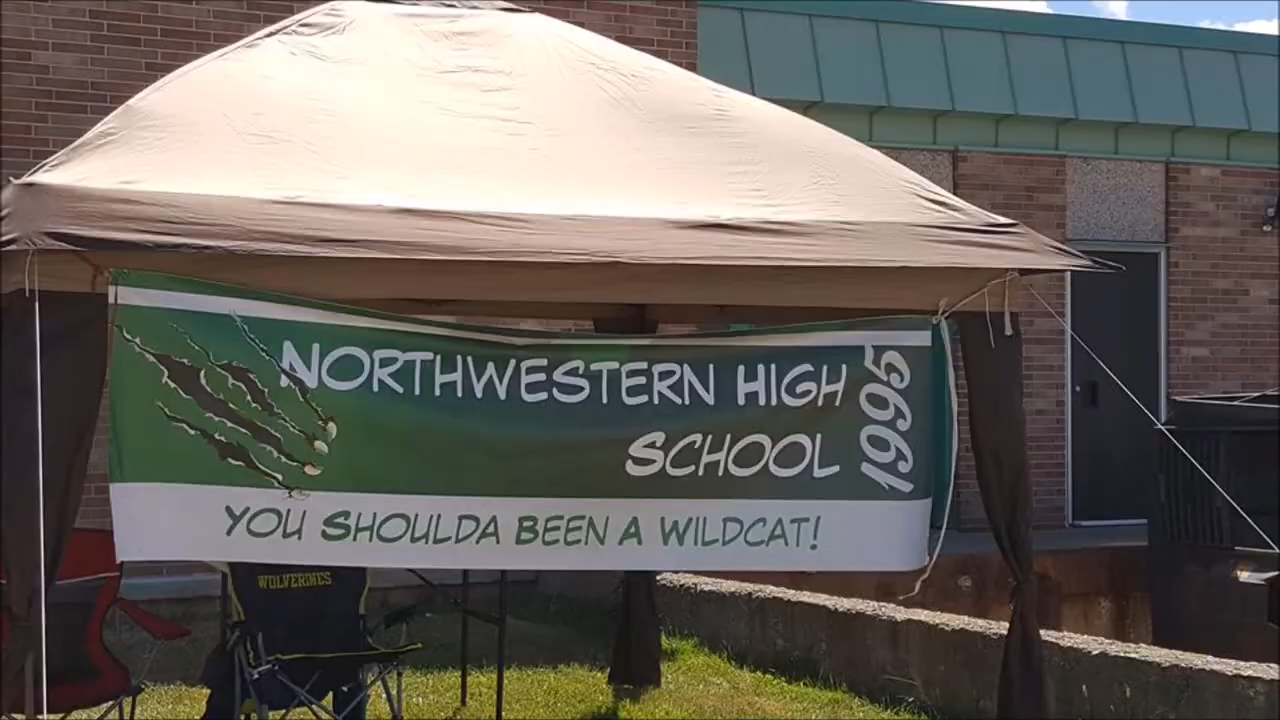 NORTHWESTERN HIGH
SCHOOL
1995
YOU SHOULDA BEEN A WILDCAT!
WOLVERINES